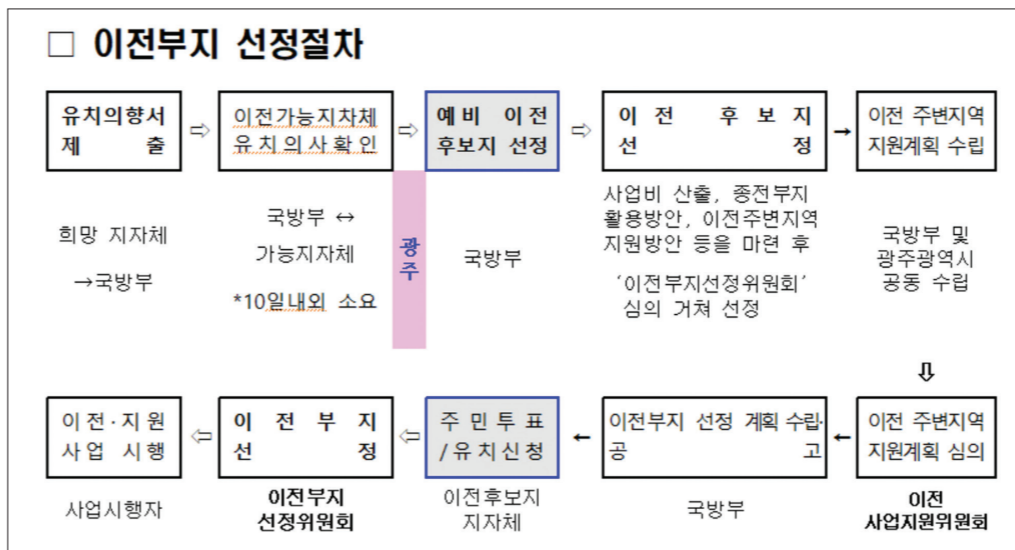 □ 이전부지 선정절차
유치의향서
제 출
⇨
이전가능지차체
유치의사확인
⇨
예비 이전
후보지 선정
⇨
이 전 후 보 지
선 정
→
이전 주변지역
지원계획 수립
희망 지자체
→국방부
국방부 ↔
가능지자체
*10일내외 소요
광주
국방부
사업비 산출, 종전부지
활용방안, 이전주변지역
지원방안 등을 마련 후
‘이전부지선정위원회’
심의 거쳐 선정
국방부 및
광주광역시
공동 수립
⇩
이전·지원
사업 시행
⇦
이 전 부 지
선 정
⇦
주민투표
/유치신청
←
이전부지 선정 계획 수립·
공 고
←
이전 주변지역
지원계획 심의
사업시행자
이전부지
선정위원회
이전후보지
지자체
국방부
이전
사업지원위원회